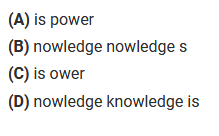 (A) is power
(B) nowledge nowledge s
(C) is ower
(D) nowledge knowledge is